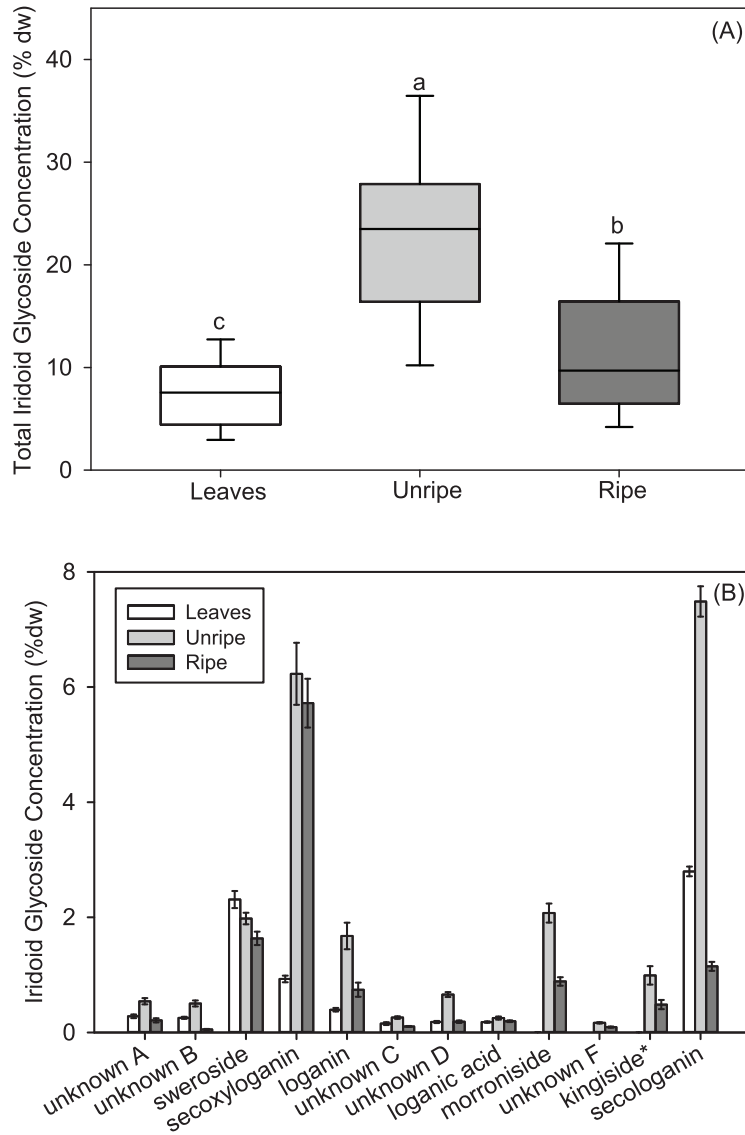 (A)
Total Iridoid Glycoside Concentration (% dw)
40
30
20
10
0
c
a
b
Leaves
Unripe
Ripe
(B)
Iridoid Glycoside Concentration (%dw)
8
6
4
2
0
Leaves
Unripe
Ripe
unknown A
unknown B
sweroside
secoxyloganin
loganin
unknown C
unknown D
loganic acid
morroniside
unknown F
kingiside*
secologanin